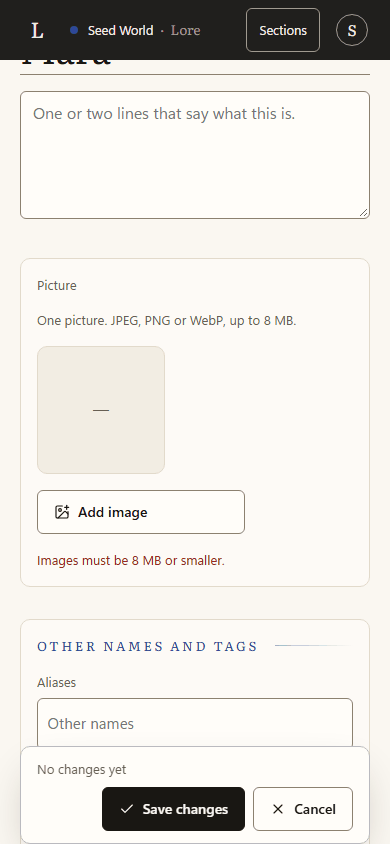 L
Seed World · Lore
Sections
S
One or two lines that say what this is.
Picture
One picture. JPEG, PNG or WebP, up to 8 MB.
—
Add image
Images must be 8 MB or smaller.
OTHER NAMES AND TAGS
Aliases
Other names
No changes yet
Save changes
Cancel